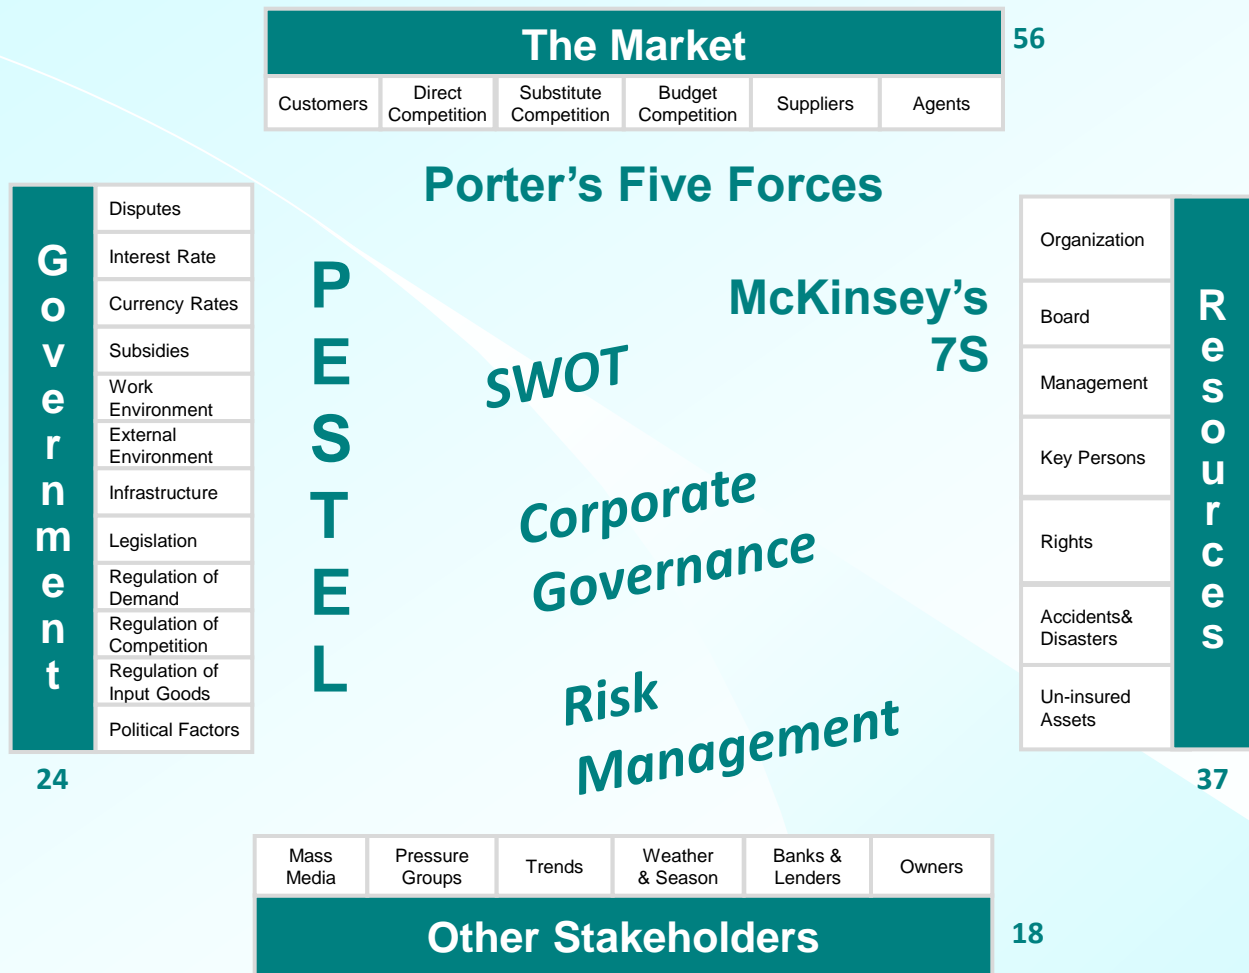 The Market
56
Customers
Direct
Competition
Substitute
Competition
Budget
Competition
Suppliers
Agents
Porter’s Five Forces
Government
Disputes
Interest Rate
Currency Rates
Subsidies
Work
Environment
External
Environment
Infrastructure
Legislation
Regulation of
Demand
Regulation of
Competition
Regulation of
Input Goods
Political Factors
24
PESTEL
McKinsey’s
7S
SWOT
Corporate
Governance
Risk
Management
Organization
Board
Management
Key Persons
Rights
Accidents&
Disasters
Un-insured
Assets
Resources
37
Mass
Media
Pressure
Groups
Trends
Weather
& Season
Banks &
Lenders
Owners
Other Stakeholders
18